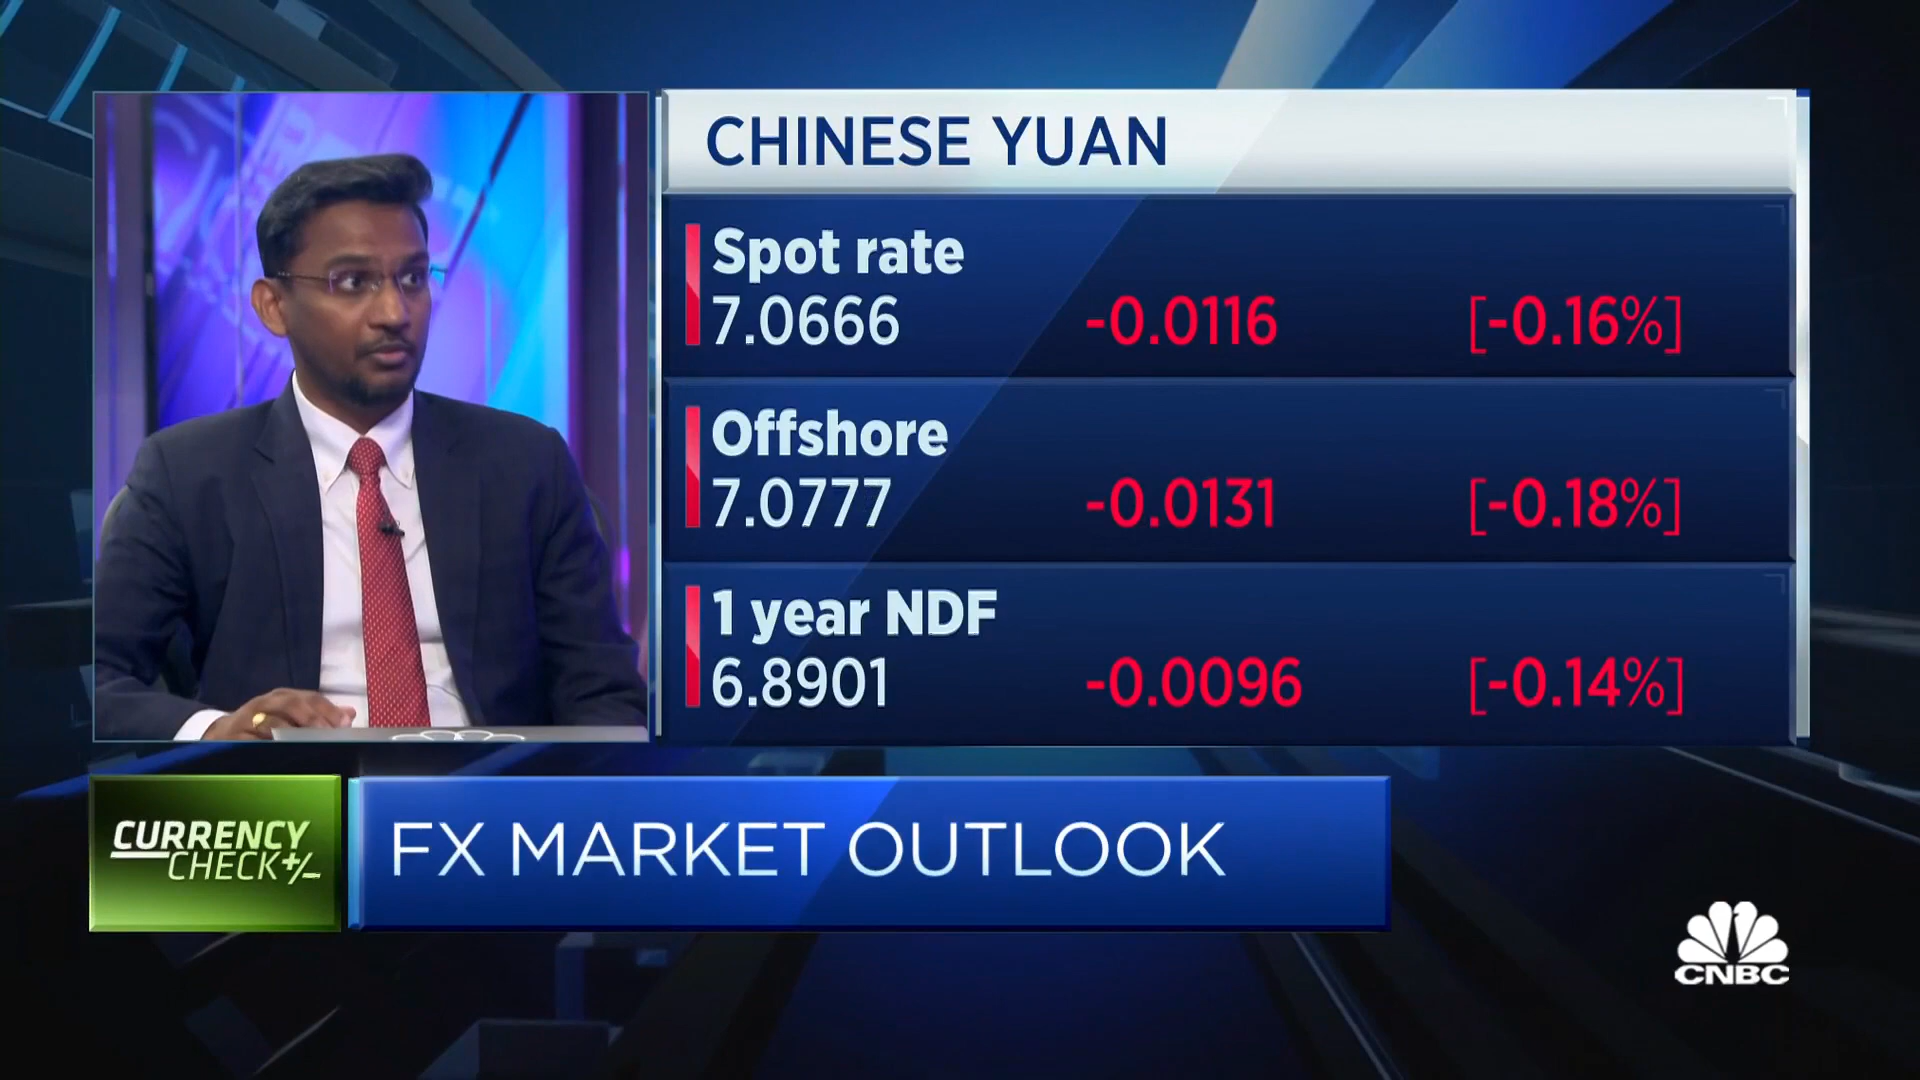 CHINESE YUAN
Spot rate
7.0666 -0.0116 [-0.16%]
Offshore
7.0777 -0.0131 [-0.18%]
1 year NDF
6.8901 -0.0096 [-0.14%]
CURRENCY
CHECK +/-
FX MARKET OUTLOOK
CNBC